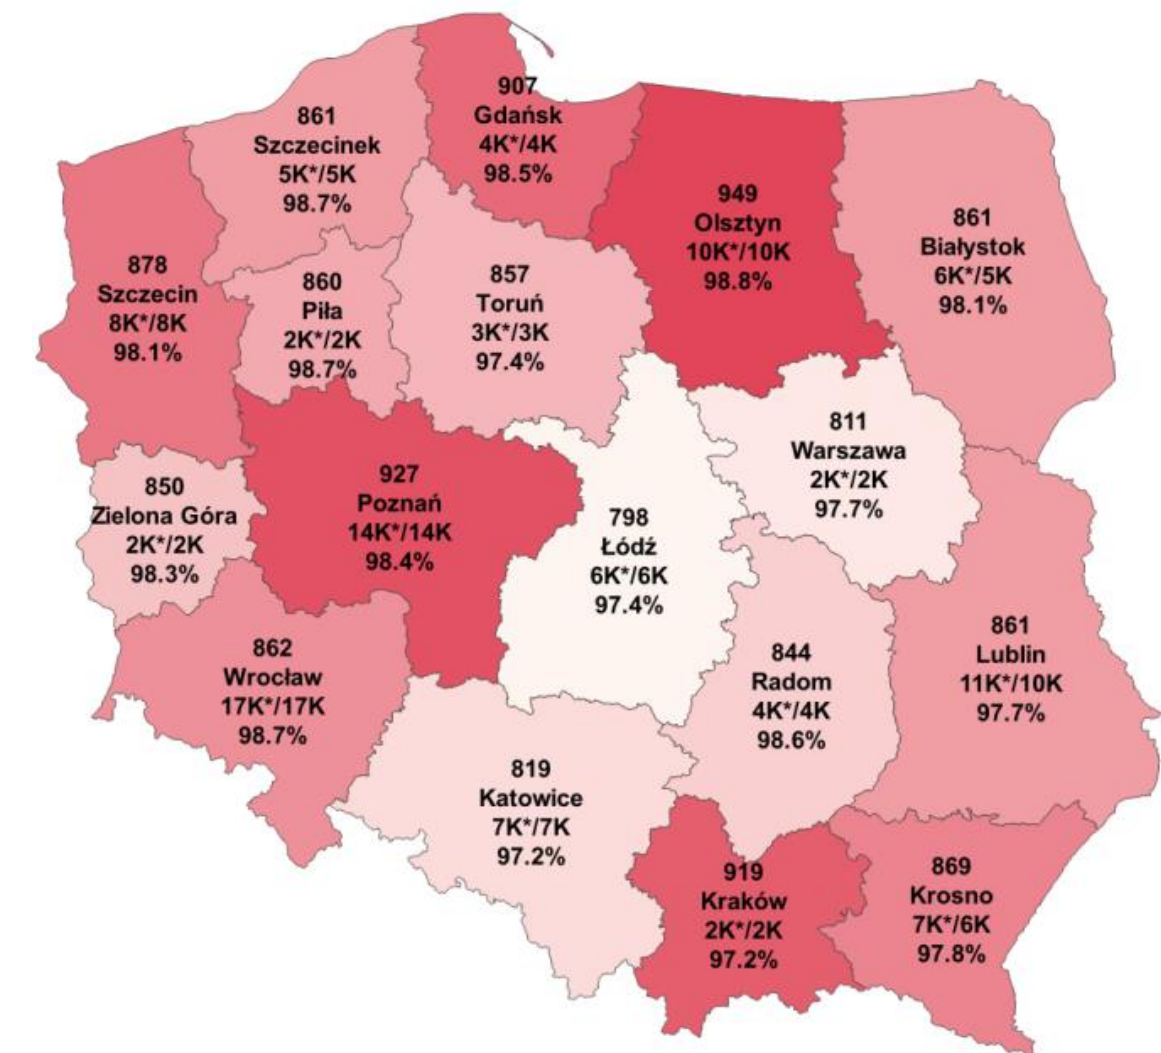 907
Gdańsk
4K*/4K
98.5%
861
Szczecinek
5K*/5K
98.7%
949
Olsztyn
10K*/10K
98.8%
861
Białystok
6K*/5K
98.1%
878
Szczecin
8K*/8K
98.1%
860
Piła
2K*/2K
98.7%
857
Toruń
3K*/3K
97.4%
811
Warszawa
2K*/2K
97.7%
850
Zielona Góra
2K*/2K
98.3%
927
Poznań
14K*/14K
98.4%
798
Łódź
6K*/6K
97.4%
861
Lublin
11K*/10K
97.7%
862
Wrocław
17K*/17K
98.7%
844
Radom
4K*/4K
98.6%
819
Katowice
7K*/7K
97.2%
919
Kraków
2K*/2K
97.2%
869
Krosno
7K*/6K
97.8%